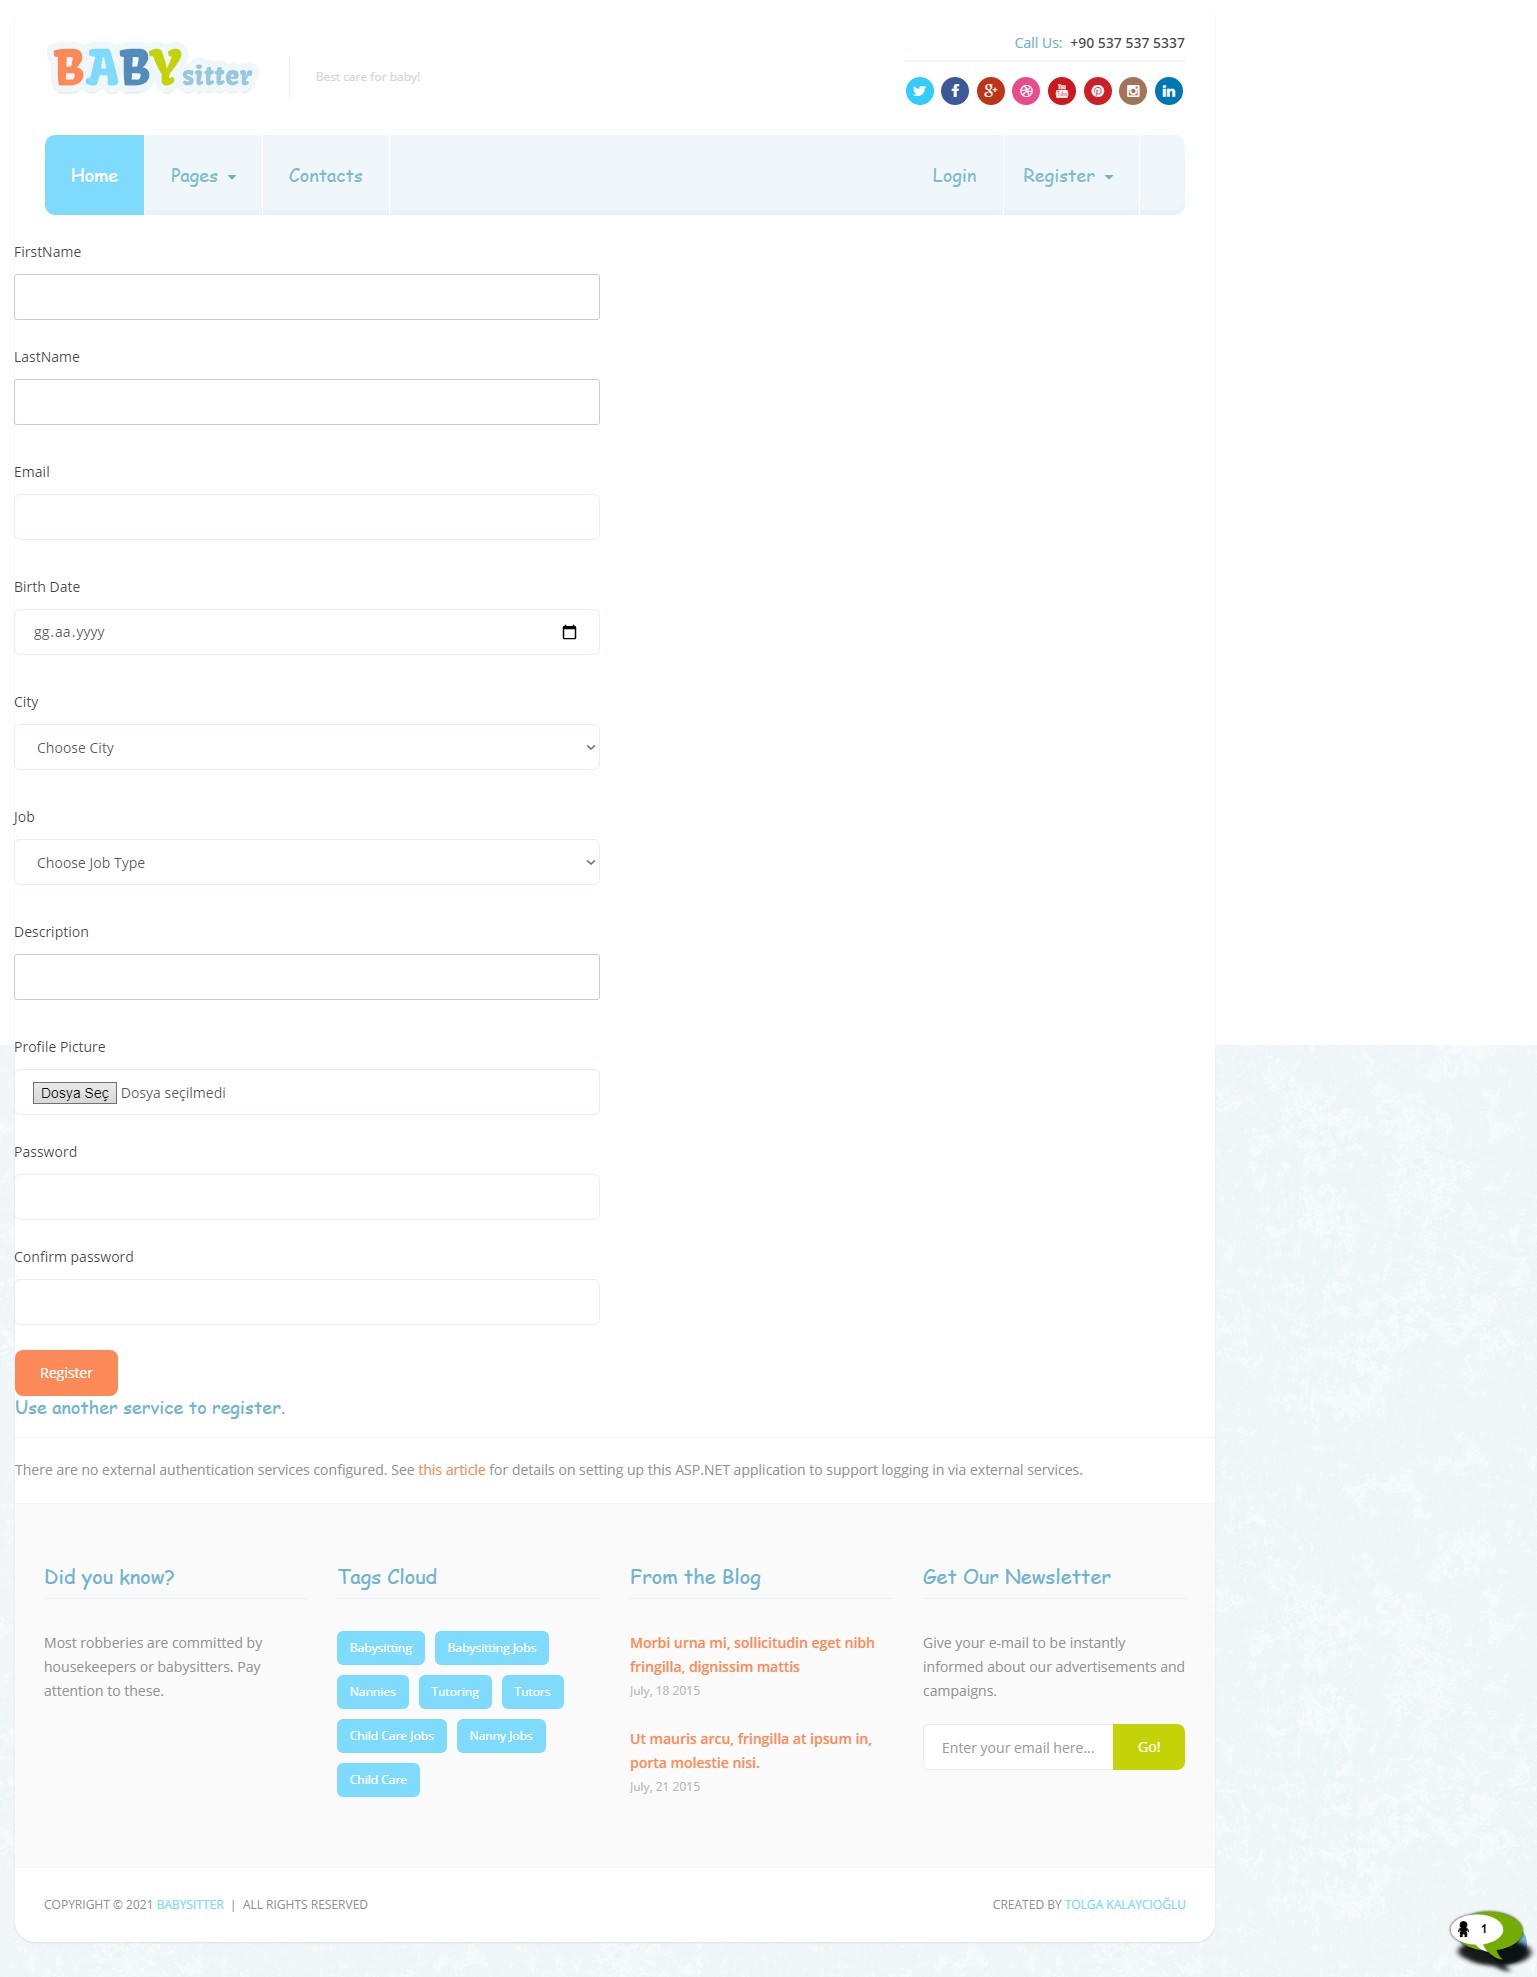 Call Us: +90 537 537 5337
BABY sitter
Best care for baby!
Home
Pages
Contacts
Login
Register
FirstName
LastName
Email
Birth Date
gg.aa.yyyy
City
Choose City
Job
Choose Job Type
Description
Profile Picture
Dosya Seç Dosya seçilmedi
Password
Confirm password
Register
Use another service to register.
There are no external authentication services configured. See this article for details on setting up this ASP.NET application to support logging in via external services.
Did you know?
Most robberies are committed by
housekeepers or babysitters. Pay
attention to these.
Tags Cloud
Babysitting
Babysitting Jobs
Nannies
Tutoring
Tutors
Child Care Jobs
Nanny Jobs
Child Care
From the Blog
Morbi urna mi, sollicitudin eget nibh
fringilla, dignissim mattis
July, 18 2015
Ut mauris arcu, fringilla at ipsum in,
porta molestie nisi.
July, 21 2015
Get Our Newsletter
Give your e-mail to be instantly
informed about our advertisements and
campaigns.
Enter your email here...
Go!
COPYRIGHT © 2021 BABYSITTER | ALL RIGHTS RESERVED
CREATED BY TOLGA KALAYCIOĞLU
1